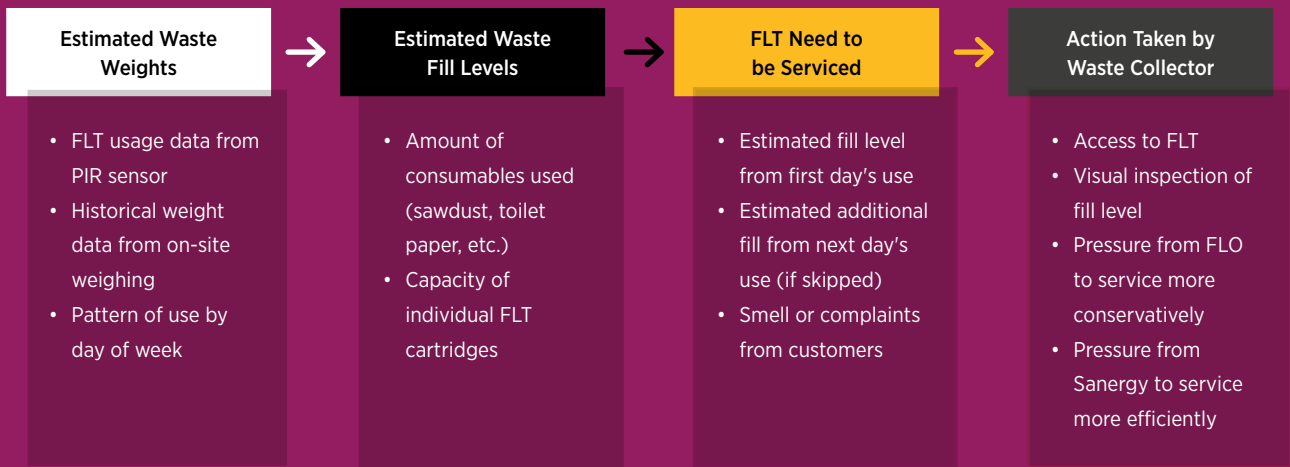 Estimated Waste
Weights
• FLT usage data from
PIR sensor
• Historical weight
data from on-site
weighing
• Pattern of use by
day of week
Estimated Waste
Fill Levels
• Amount of
consumables used
(sawdust, toilet
paper, etc.)
• Capacity of
individual FLT
cartridges
FLT Need to
be Serviced
• Estimated fill level
from first day's use
• Estimated additional
fill from next day's
use (if skipped)
• Smell or complaints
from customers
Action Taken by
Waste Collector
• Access to FLT
• Visual inspection of
fill level
• Pressure from FLO
to service more
conservatively
• Pressure from
Sanergy to service
more efficiently